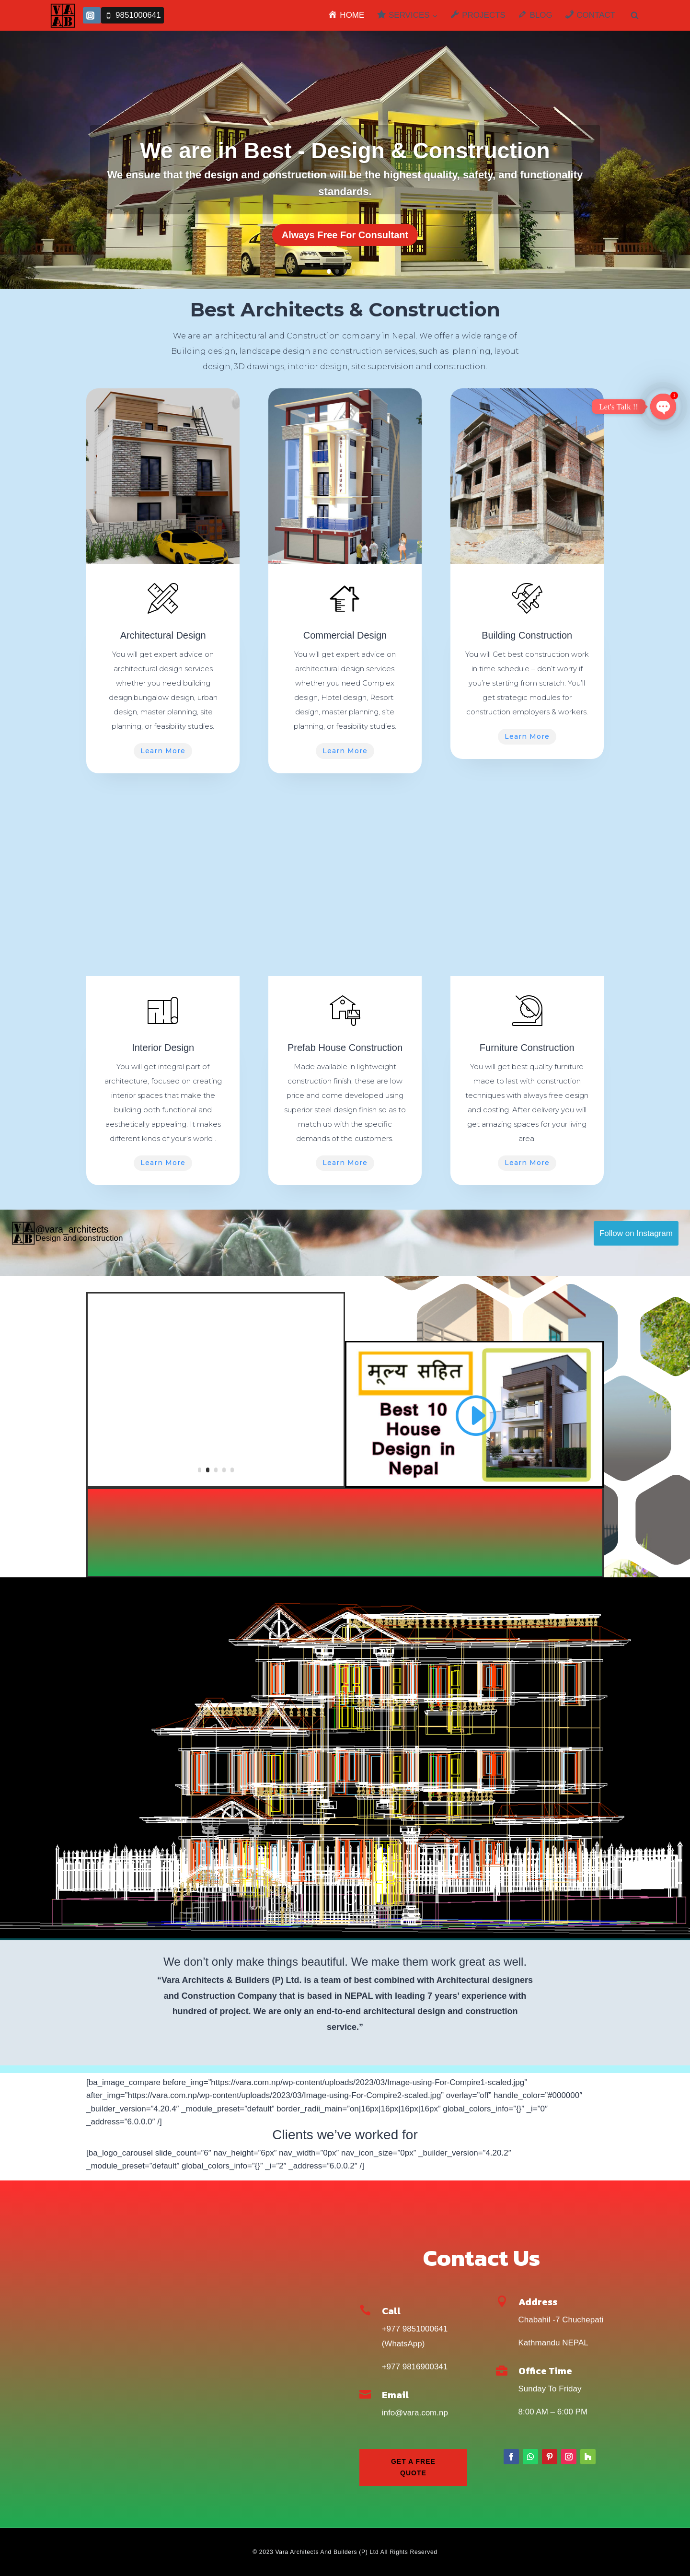 VA
AB
9851000641
HOME
SERVICES
PROJECTS
BLOG
CONTACT
We are in Best - Design & Construction
We ensure that the design and construction will be the highest quality, safety, and functionality
standards.
Always Free For Consultant
Best Architects & Construction
We are an architectural and Construction company in Nepal. We offer a wide range of
Building design, landscape design and construction services, such as planning, layout
design, 3D drawings, interior design, site supervision and construction.
Let's Talk !!
1
Architectural Design
You will get expert advice on
architectural design services
whether you need building
design,bungalow design, urban
design, master planning, site
planning, or feasibility studies.
Learn More
Commercial Design
You will get expert advice on
architectural design services
whether you need Complex
design, Hotel design, Resort
design, master planning, site
planning, or feasibility studies.
Learn More
Building Construction
You will Get best construction work
in time schedule – don't worry if
you're starting from scratch. You'll
get strategic modules for
construction employers & workers.
Learn More
Interior Design
You will get integral part of
architecture, focused on creating
interior spaces that make the
building both functional and
aesthetically appealing. It makes
different kinds of your's world .
Learn More
Prefab House Construction
Made available in lightweight
construction finish, these are low
price and come developed using
superior steel design finish so as to
match up with the specific
demands of the customers.
Learn More
Furniture Construction
You will get best quality furniture
made to last with construction
techniques with always free design
and costing. After delivery you will
get amazing spaces for your living
area.
Learn More
VA
AB
@vara_architects
Design and construction
Follow on Instagram
मूल्य सहित
Best 10
House
Design in
Nepal
We don't only make things beautiful. We make them work great as well.
“Vara Architects & Builders (P) Ltd. is a team of best combined with Architectural designers
and Construction Company that is based in NEPAL with leading 7 years' experience with
hundred of project. We are only an end-to-end architectural design and construction
service.”
[ba_image_compare before_img="https://vara.com.np/wp-content/uploads/2023/03/Image-using-For-Compire1-scaled.jpg"
after_img="https://vara.com.np/wp-content/uploads/2023/03/Image-using-For-Compire2-scaled.jpg" overlay="off" handle_color="#000000"
_builder_version="4.20.4" _module_preset="default" border_radii_main="on|16px|16px|16px|16px" global_colors_info="{}" _i="0"
_address="6.0.0.0" /]
Clients we've worked for
[ba_logo_carousel slide_count="6" nav_height="6px" nav_width="0px" nav_icon_size="0px" _builder_version="4.20.2"
_module_preset="default" global_colors_info="{}" _i="2" _address="6.0.0.2" /]
Contact Us
Call
+977 9851000641
(WhatsApp)
+977 9816900341
Email
info@vara.com.np
Address
Chabahil -7 Chuchepati
Kathmandu NEPAL
Office Time
Sunday To Friday
8:00 AM – 6:00 PM
GET A FREE
QUOTE
© 2023 Vara Architects And Builders (P) Ltd All Rights Reserved